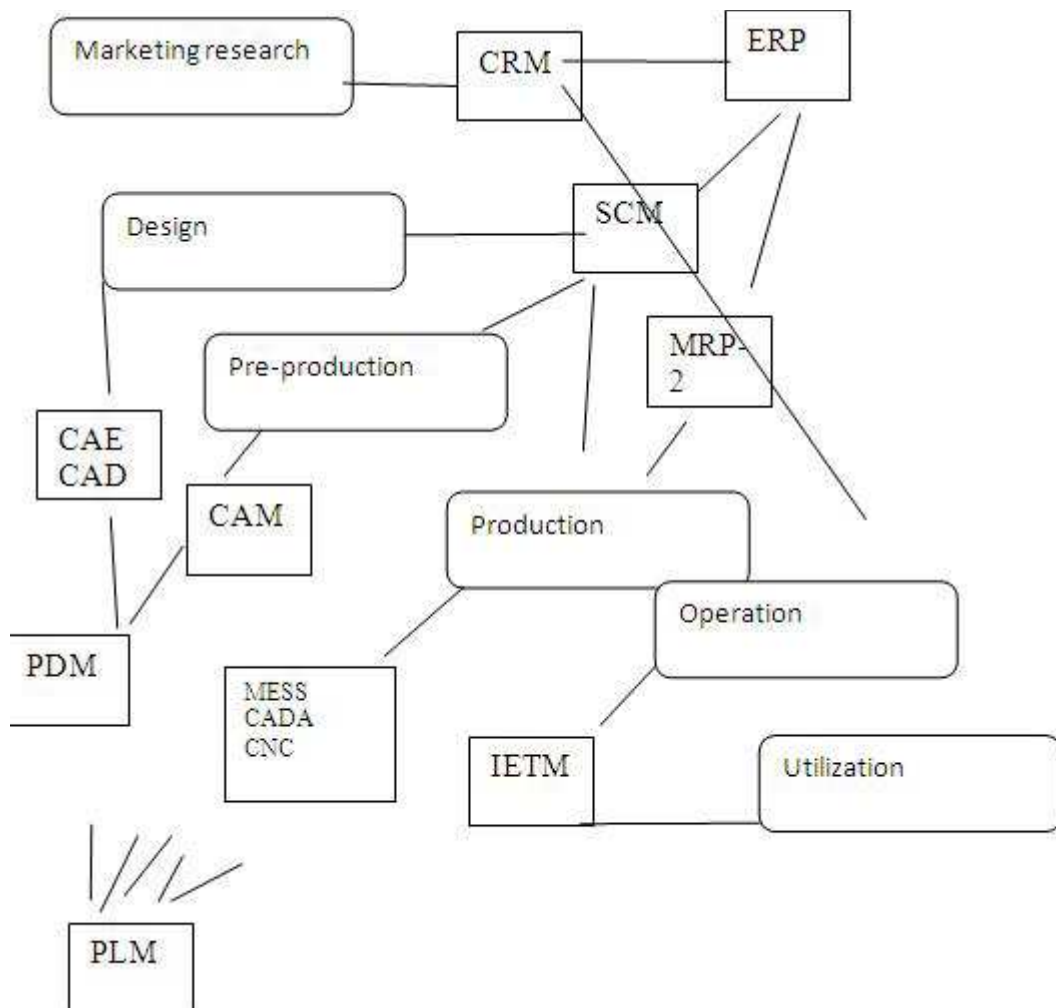 Marketing research
CRM
ERP
Design
SCM
Pre-production
MRP-
2
CAE
CAD
CAM
Production
Operation
PDM
MESS
CADA
CNC
IETM
Utilization
PLM